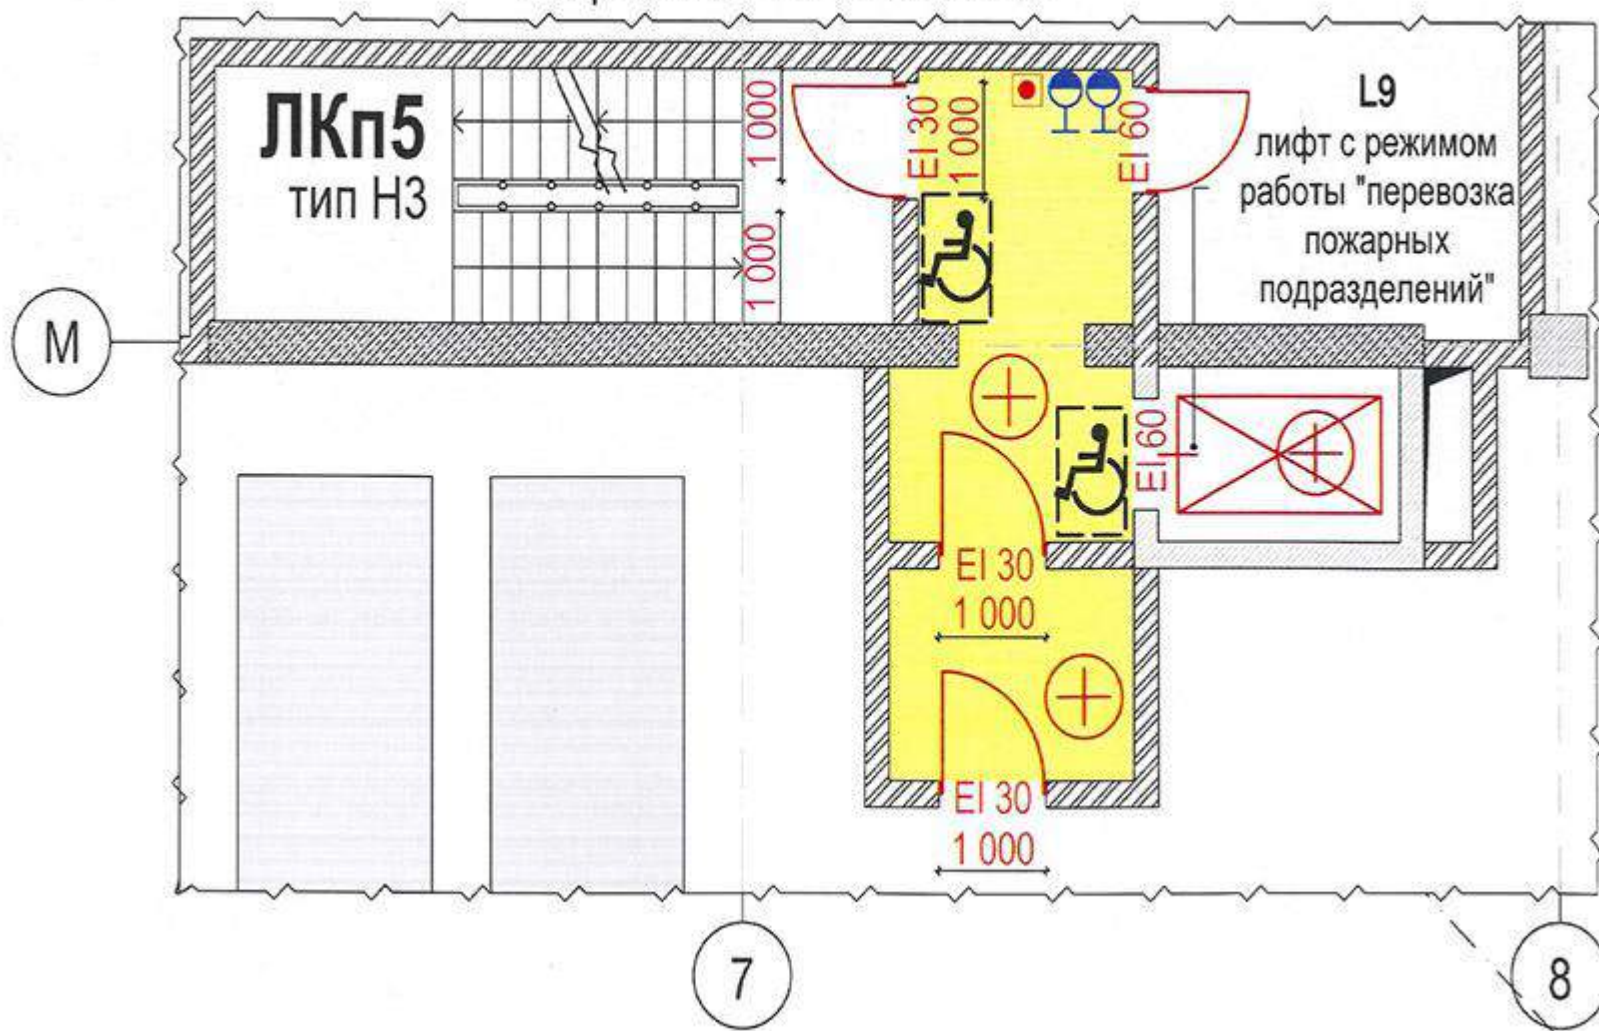 ЛКп5
тип Н3
1 000
1 000
EI 30
1 000
EI 60
L9
лифт с режимом
работы "перевозка
пожарных
подразделений"
М
EI 60
EI 30
1 000
EI 30
1 000
7
8